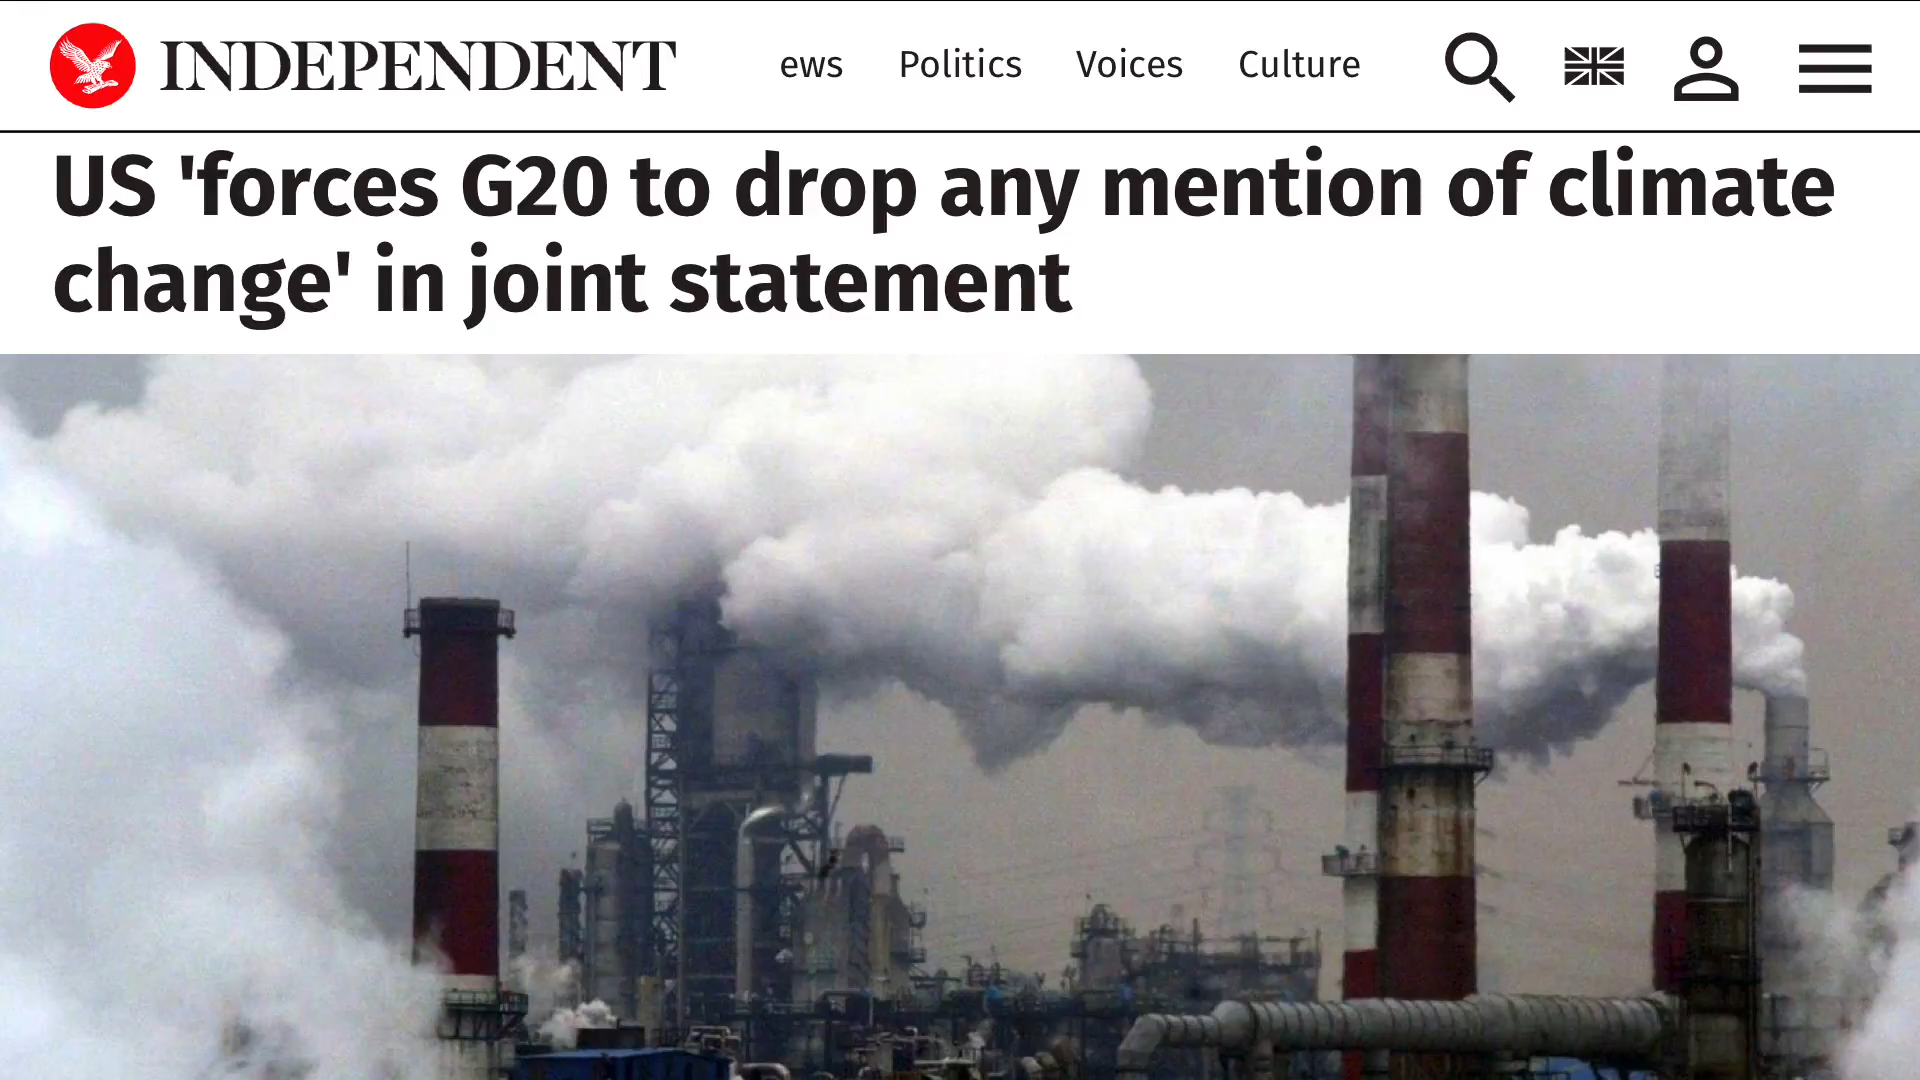 INDEPENDENT
ews Politics Voices Culture
US 'forces G20 to drop any mention of climate
change' in joint statement